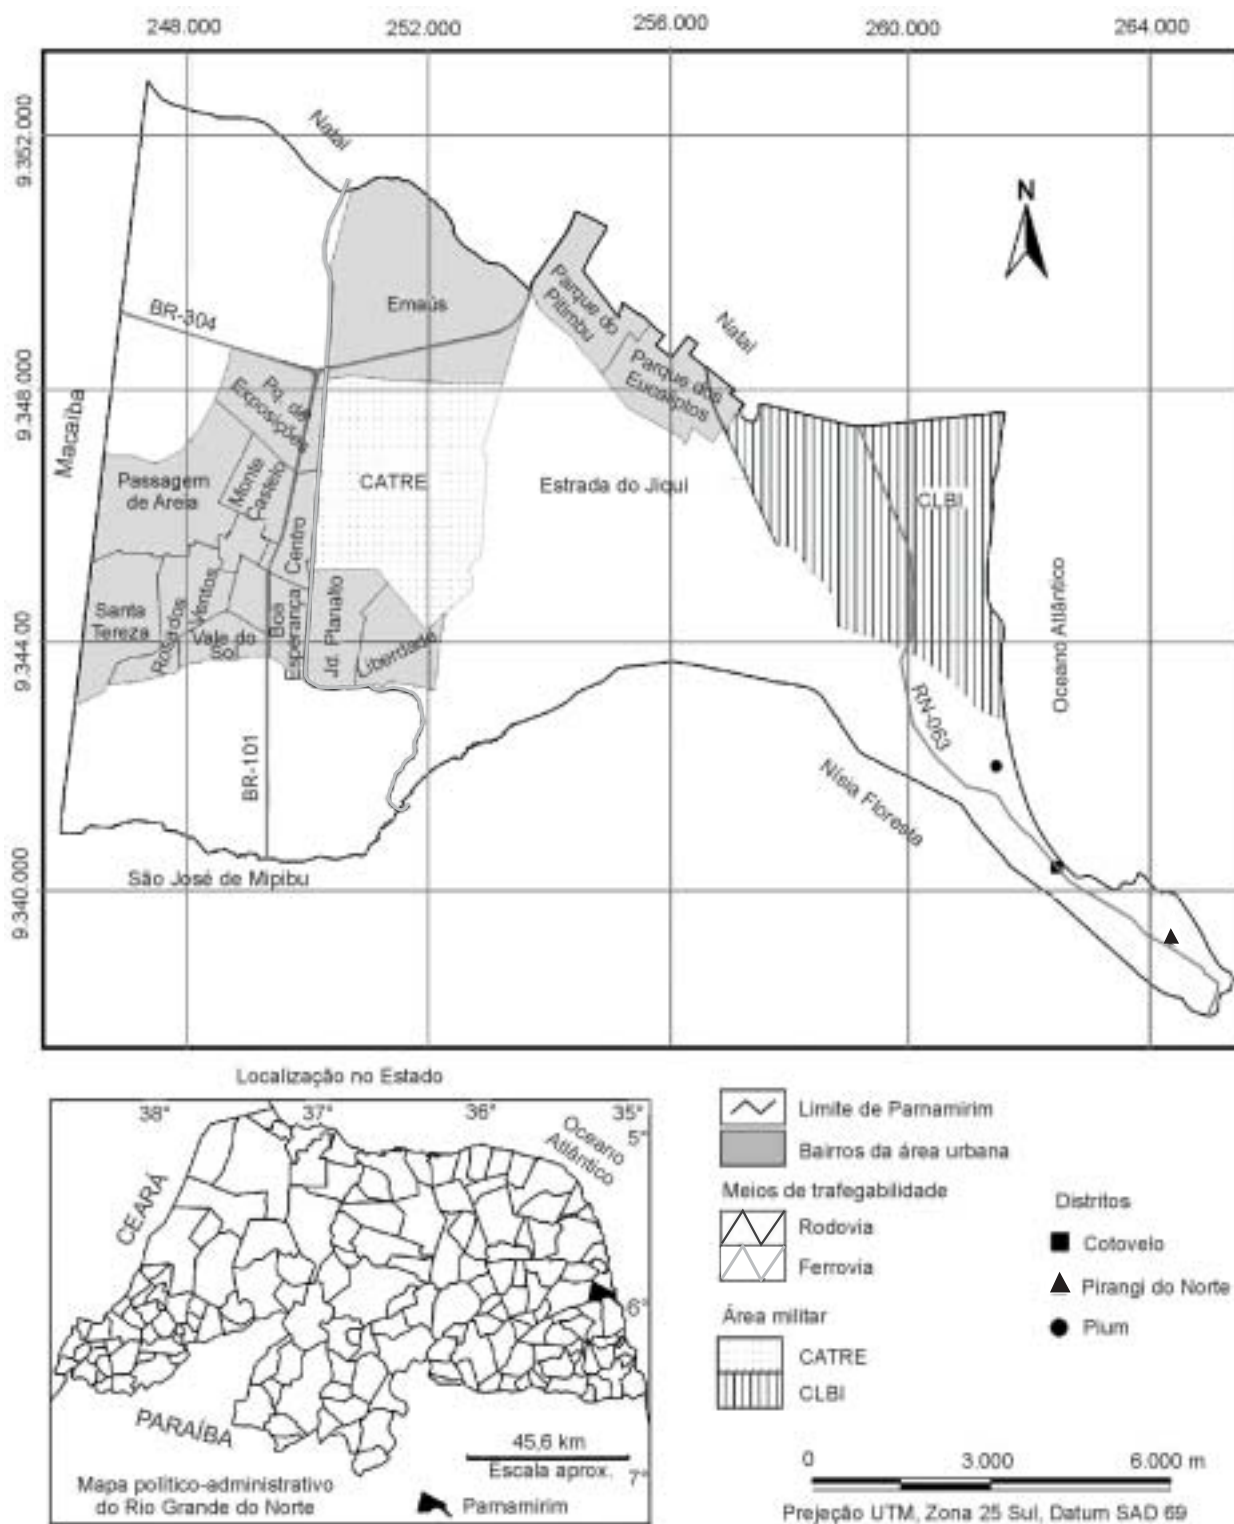 248.000
252.000
256.000
260.000
264.000
9.352.000
9.348.000
9.344.00
9.340.000
Natal
Emaús
BR-304
Parque do
Pitimbu
Natal
Parque dos
Eucaliptos
Macaíba
Pq. de
Exposições
Passagem
de Areia
Monte
Castelo
CATRE
Estrada do Jiqui
CLBI
Centro
Santa
Tereza
Rosados
Ventos
Vale do
Sol
Boa
Esperança
Jd. Planalto
Liberdade
Oceano Atlântico
RN-063
BR-101
Nísia Floresta
São José de Mipibu
N
Localização no Estado
38°
37°
36°
35°
5°
6°
7°
Oceano
Atlântico
CEARÁ
PARAÍBA
45,6 km
Escala aprox.
Mapa político-administrativo
do Rio Grande do Norte
Parnamirim
Limite de Parnamirim
Bairros da área urbana
Meios de trafegabilidade
Rodovia
Ferrovia
Área militar
CATRE
CLBI
Distritos
Cotovelo
Pirangi do Norte
Pium
0 3.000 6.000 m
Prejeção UTM, Zona 25 Sul, Datum SAD 69